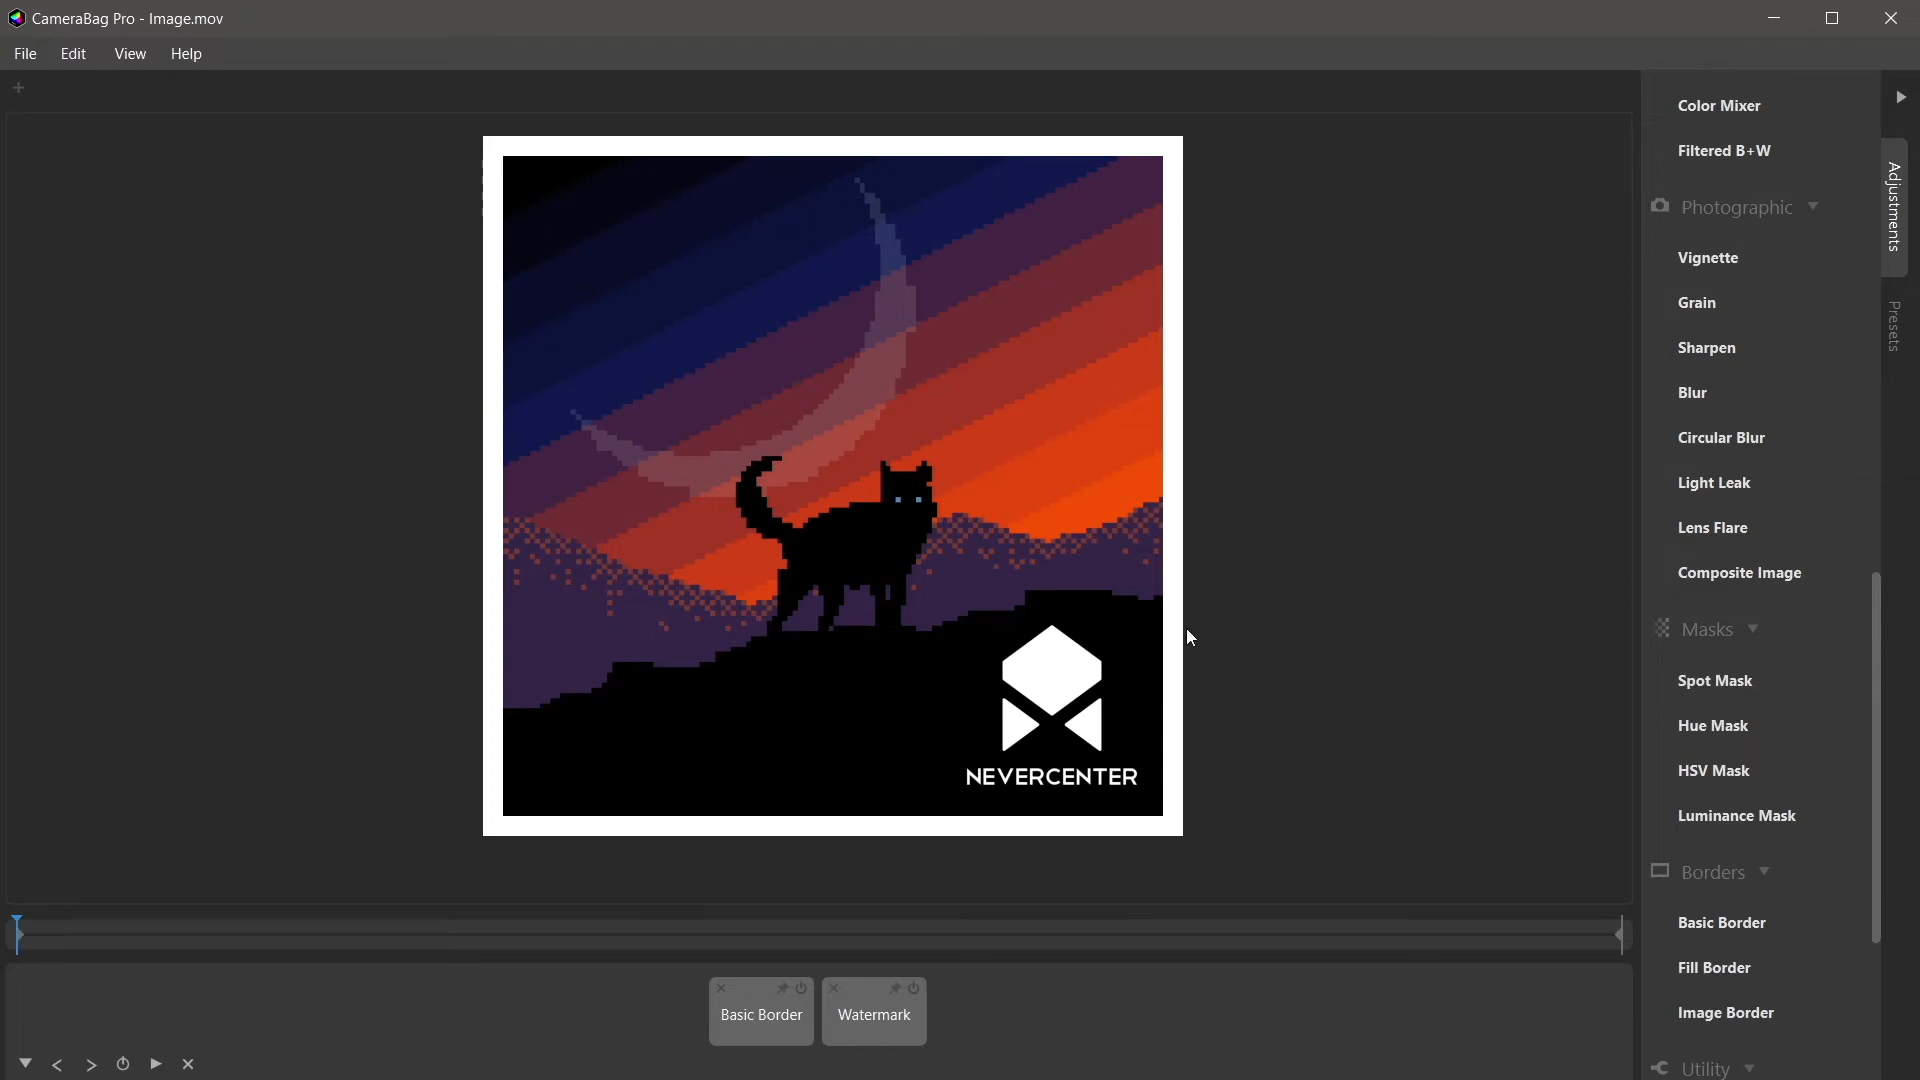 CameraBag Pro - Image.mov
File Edit View Help
Color Mixer
Filtered B+W
Photographic
Vignette
Grain
Sharpen
Blur
Circular Blur
Light Leak
Lens Flare
Composite Image
Masks
Spot Mask
Hue Mask
HSV Mask
Luminance Mask
Borders
Basic Border
Fill Border
Image Border
Utility
Adjustments
Presets
NEVERCENTER
Basic Border
Watermark